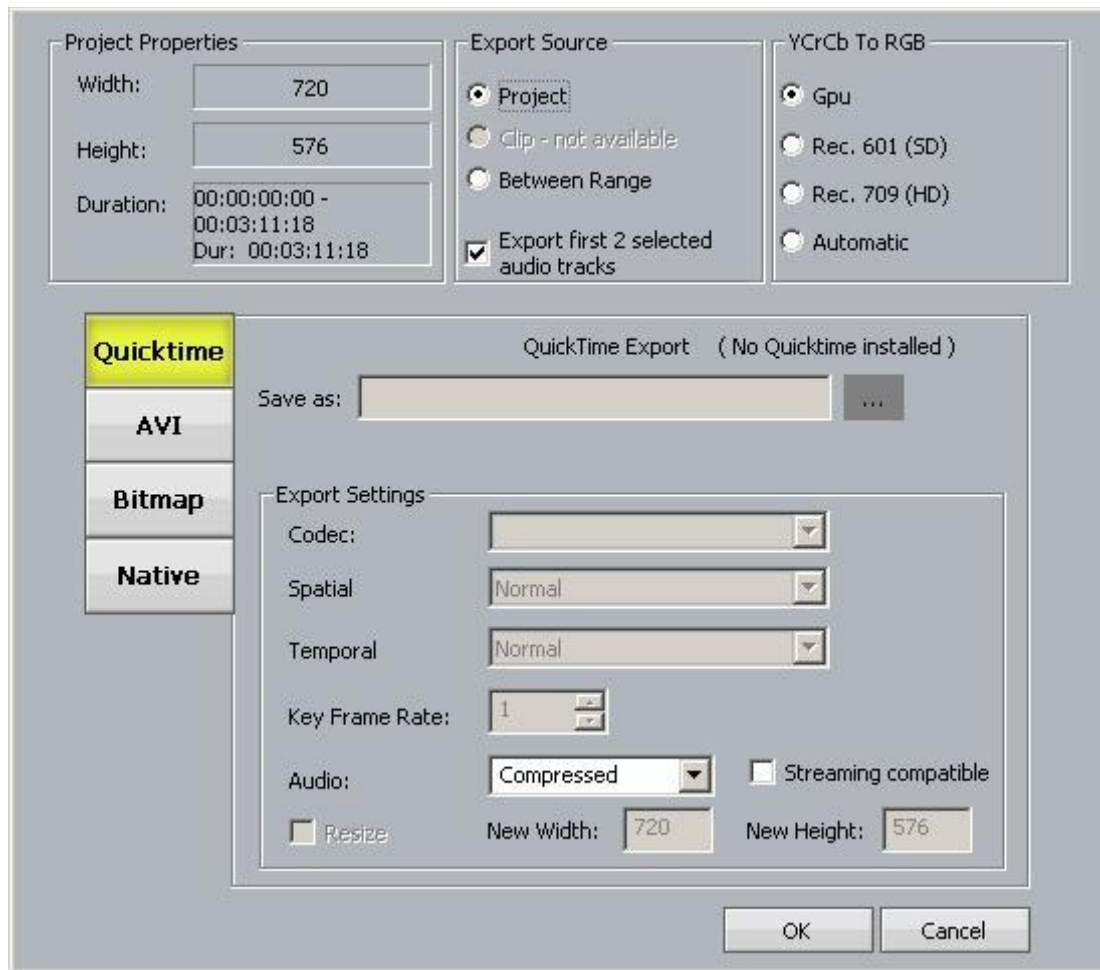 Project Properties
Width:
720
Height:
576
Duration:
00:00:00:00 -
00:03:11:18
Dur: 00:03:11:18
Export Source
Project
Clip - not available
Between Range
Export first 2 selected
audio tracks
YCrCb To RGB
Gpu
Rec. 601 (SD)
Rec. 709 (HD)
Automatic
Quicktime
AVI
Bitmap
Native
QuickTime Export ( No Quicktime installed )
Save as:
...
Export Settings
Codec:
Spatial
Normal
Temporal
Normal
Key Frame Rate:
1
Audio:
Compressed
Streaming compatible
Resize
New Width:
720
New Height:
576
OK
Cancel